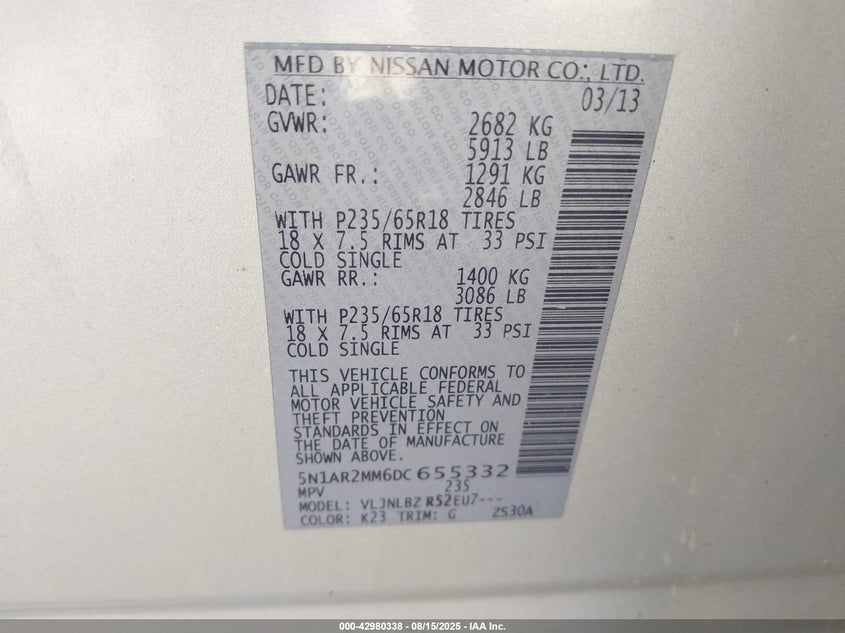 MFD BY NISSAN MOTOR CO., LTD.
DATE: 03/13
GVWR: 2682 KG
5913 LB
GAWR FR.: 1291 KG
2846 LB
WITH P235/65R18 TIRES
18 X 7.5 RIMS AT 33 PSI
COLD SINGLE
GAWR RR.: 1400 KG
3086 LB
WITH P235/65R18 TIRES
18 X 7.5 RIMS AT 33 PSI
COLD SINGLE
THIS VEHICLE CONFORMS TO
ALL APPLICABLE FEDERAL
MOTOR VEHICLE SAFETY AND
THEFT PREVENTION
STANDARDS IN EFFECT ON
THE DATE OF MANUFACTURE
SHOWN ABOVE.
5N1AR2MM6DC655332
MPV 235
MODEL: VLJNLBZ R52EU7---
COLOR: K23 TRIM: G ZS30A
000-42980338 - 08/15/2025 - IAA Inc.